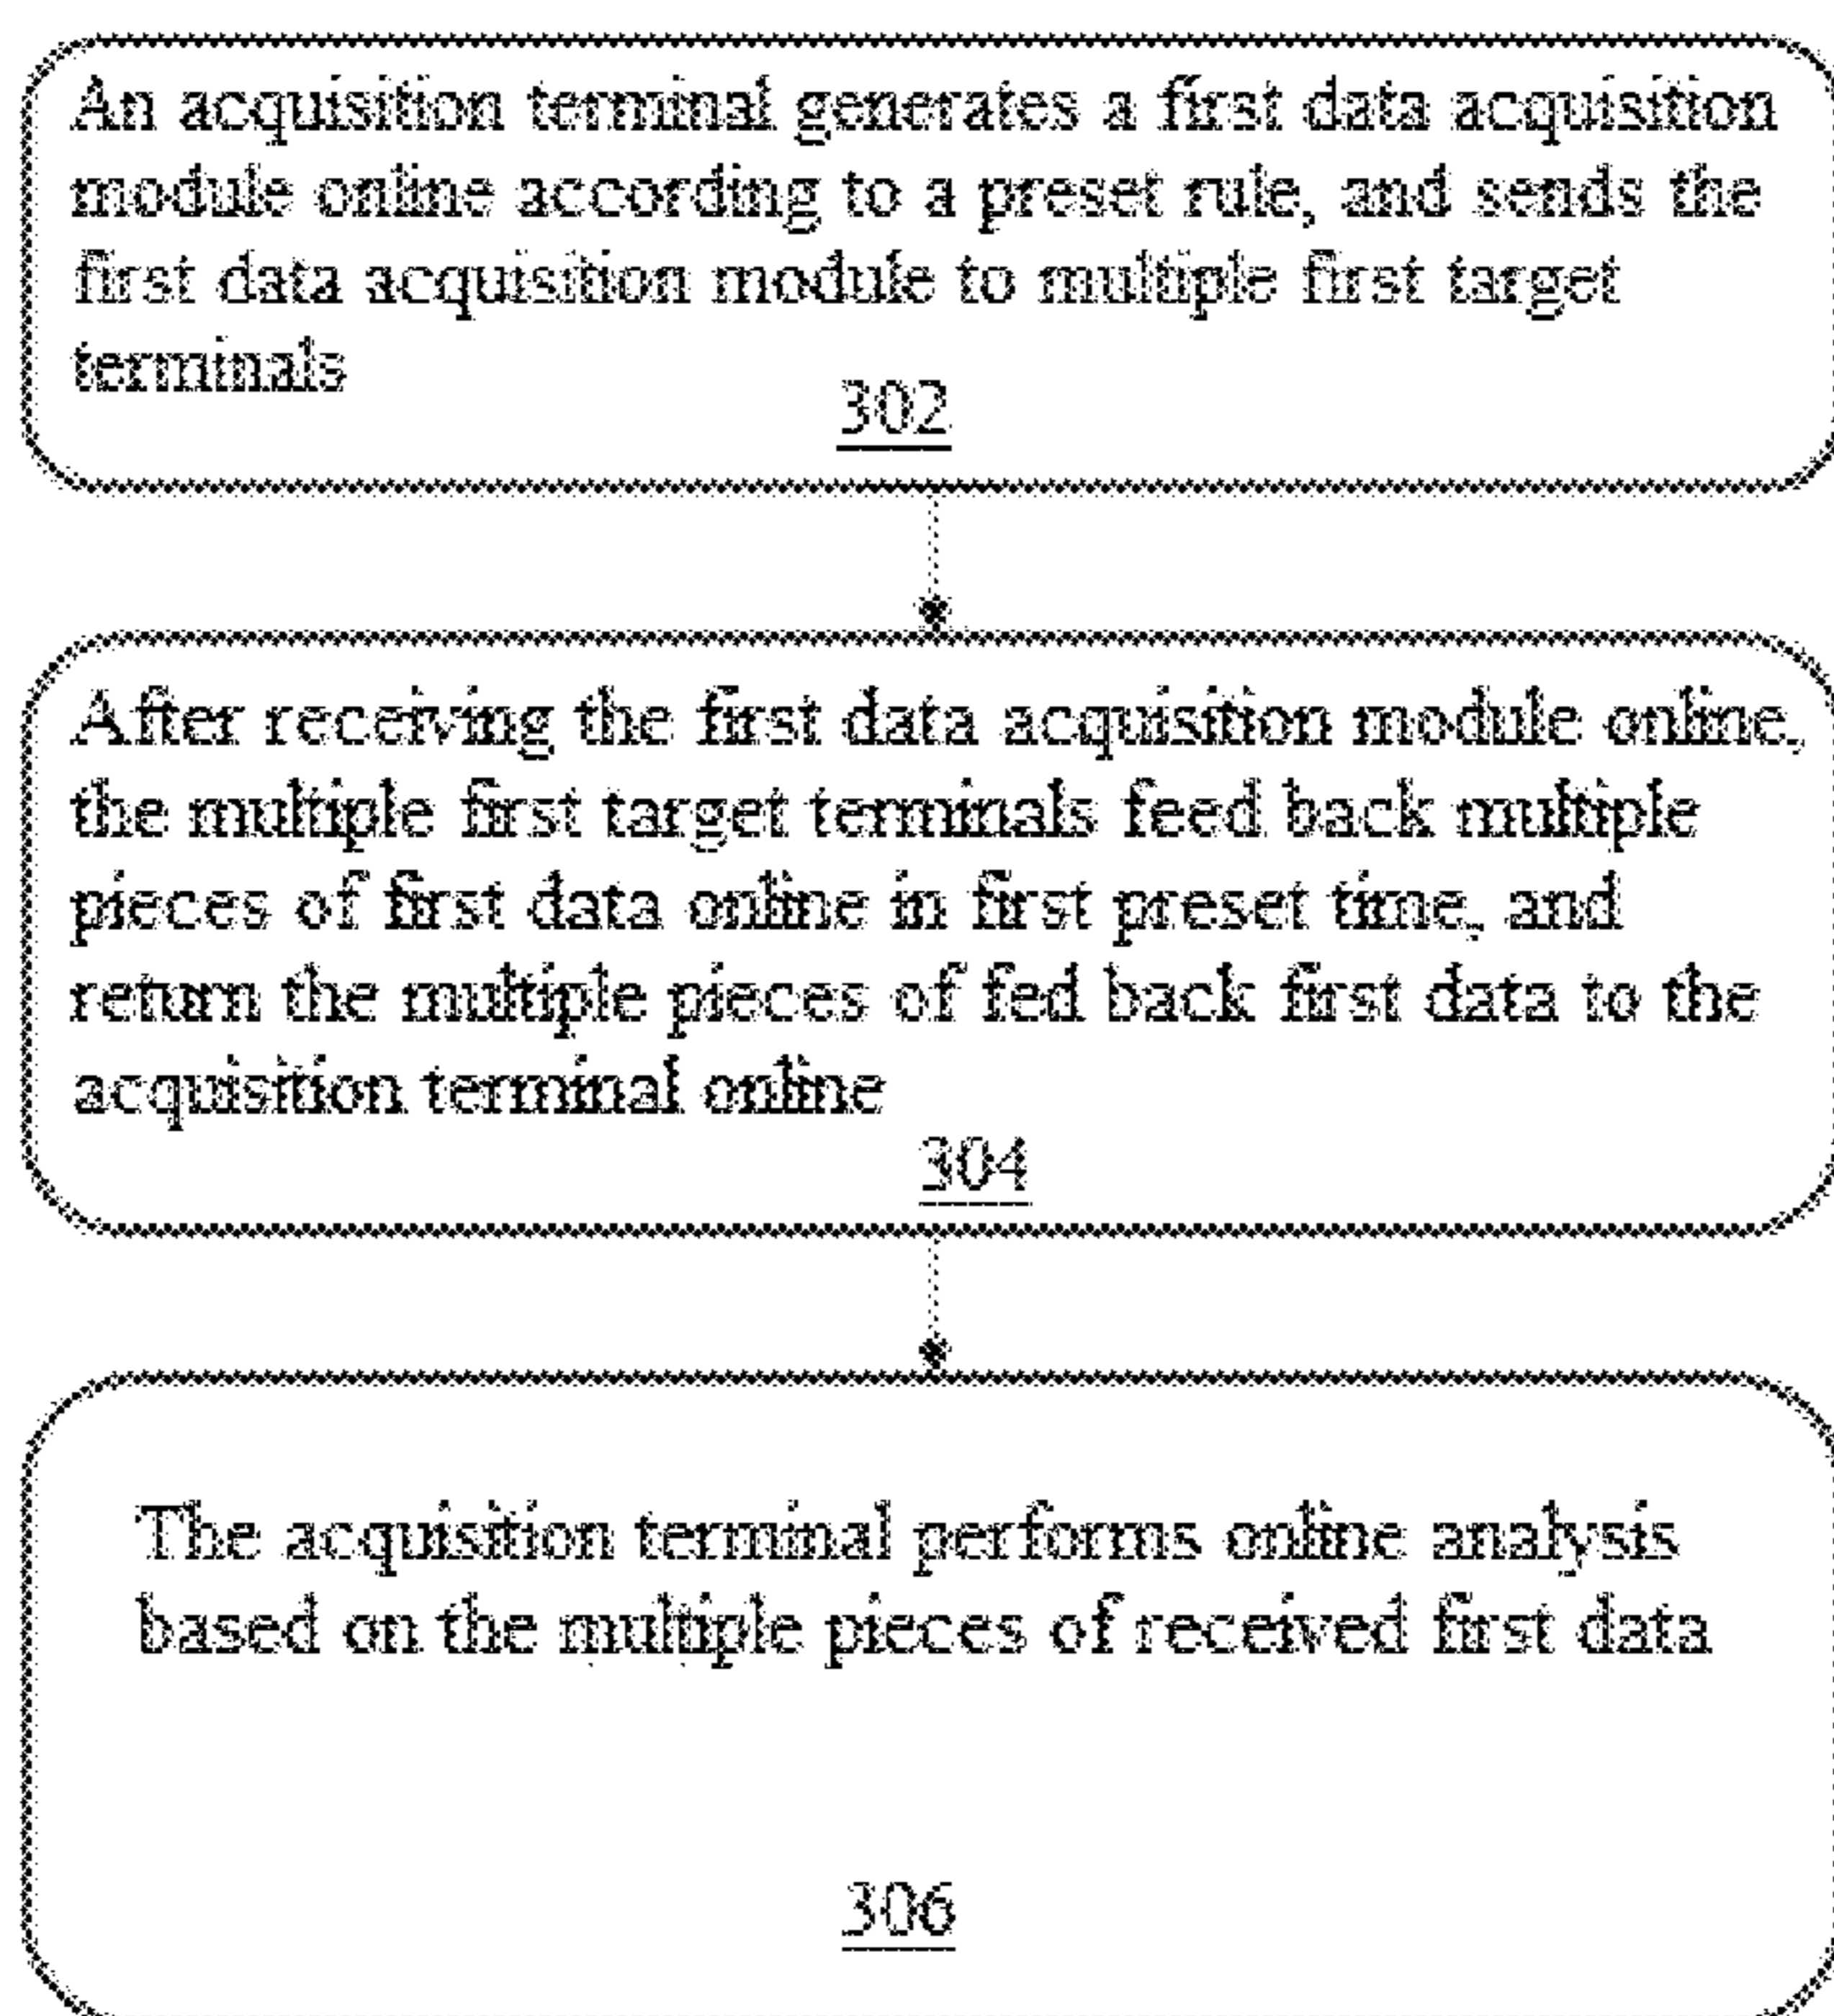 An acquisition terminal generates a first data acquisition
module online according to a preset rule, and sends the
first data acquisition module to multiple first target
terminals
302
After receiving the first data acquisition module online,
the multiple first target terminals feed back multiple
pieces of first data online in first preset time, and
return the multiple pieces of fed back first data to the
acquisition terminal online
304
The acquisition terminal performs online analysis
based on the multiple pieces of received first data
306